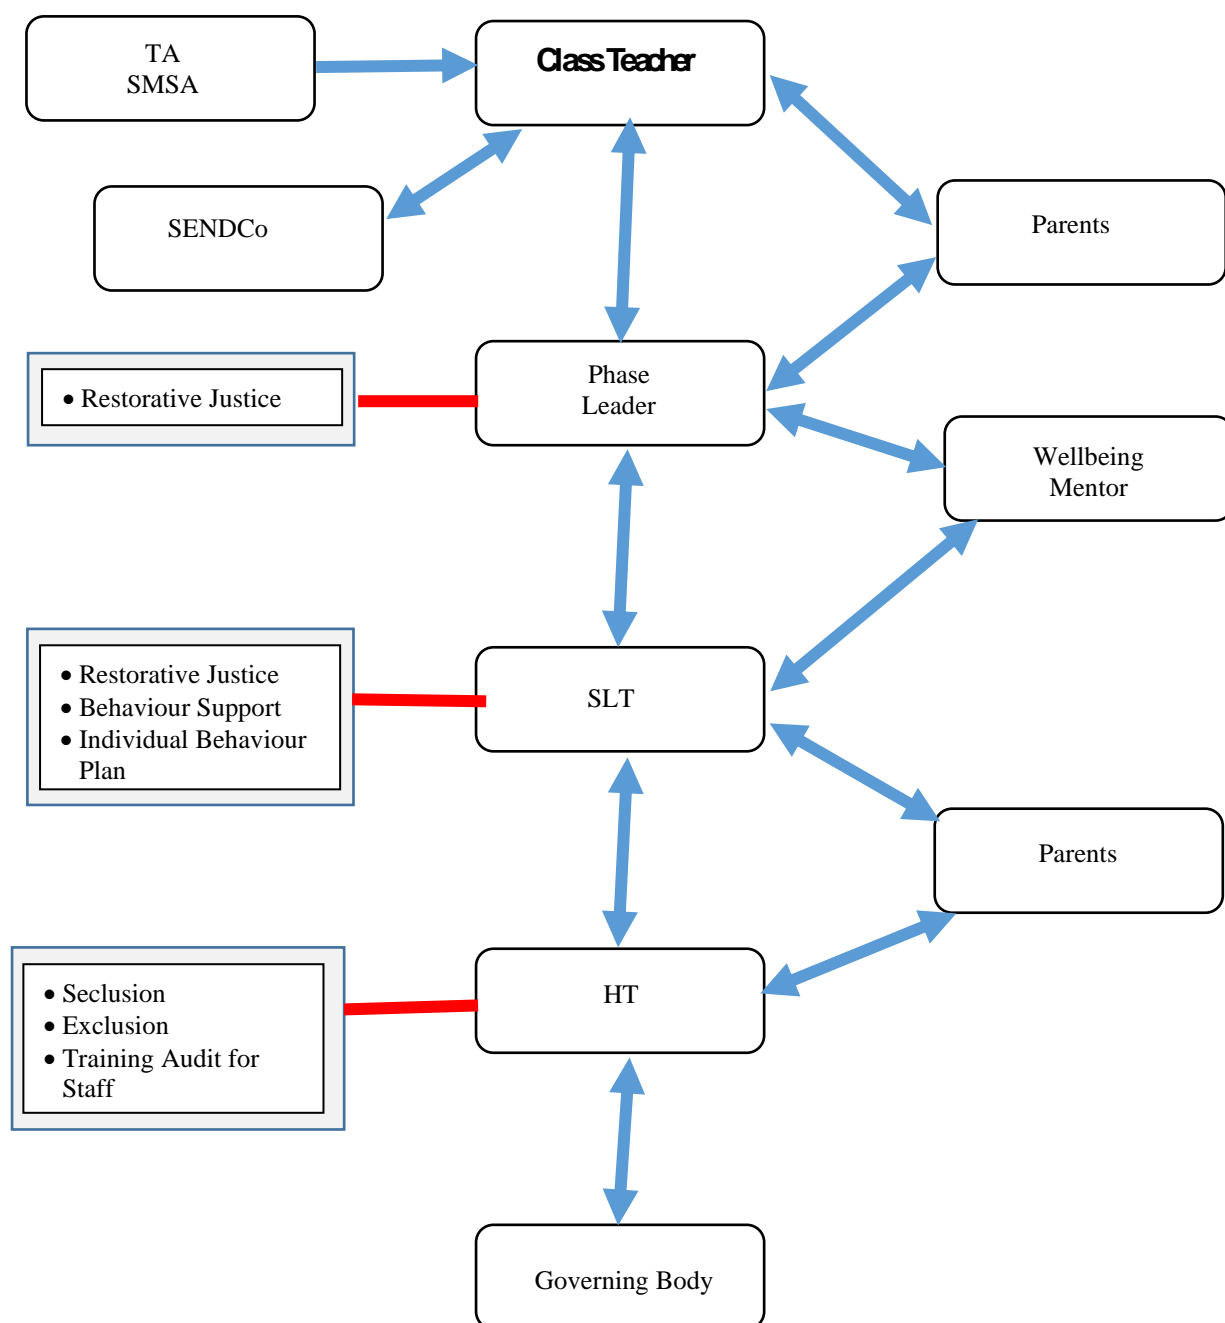 TA
SMSA
Class Teacher
SENDCo
Parents
• Restorative Justice
Phase
Leader
Wellbeing
Mentor
• Restorative Justice
• Behaviour Support
• Individual Behaviour
Plan
SLT
Parents
• Seclusion
• Exclusion
• Training Audit for
Staff
HT
Governing Body